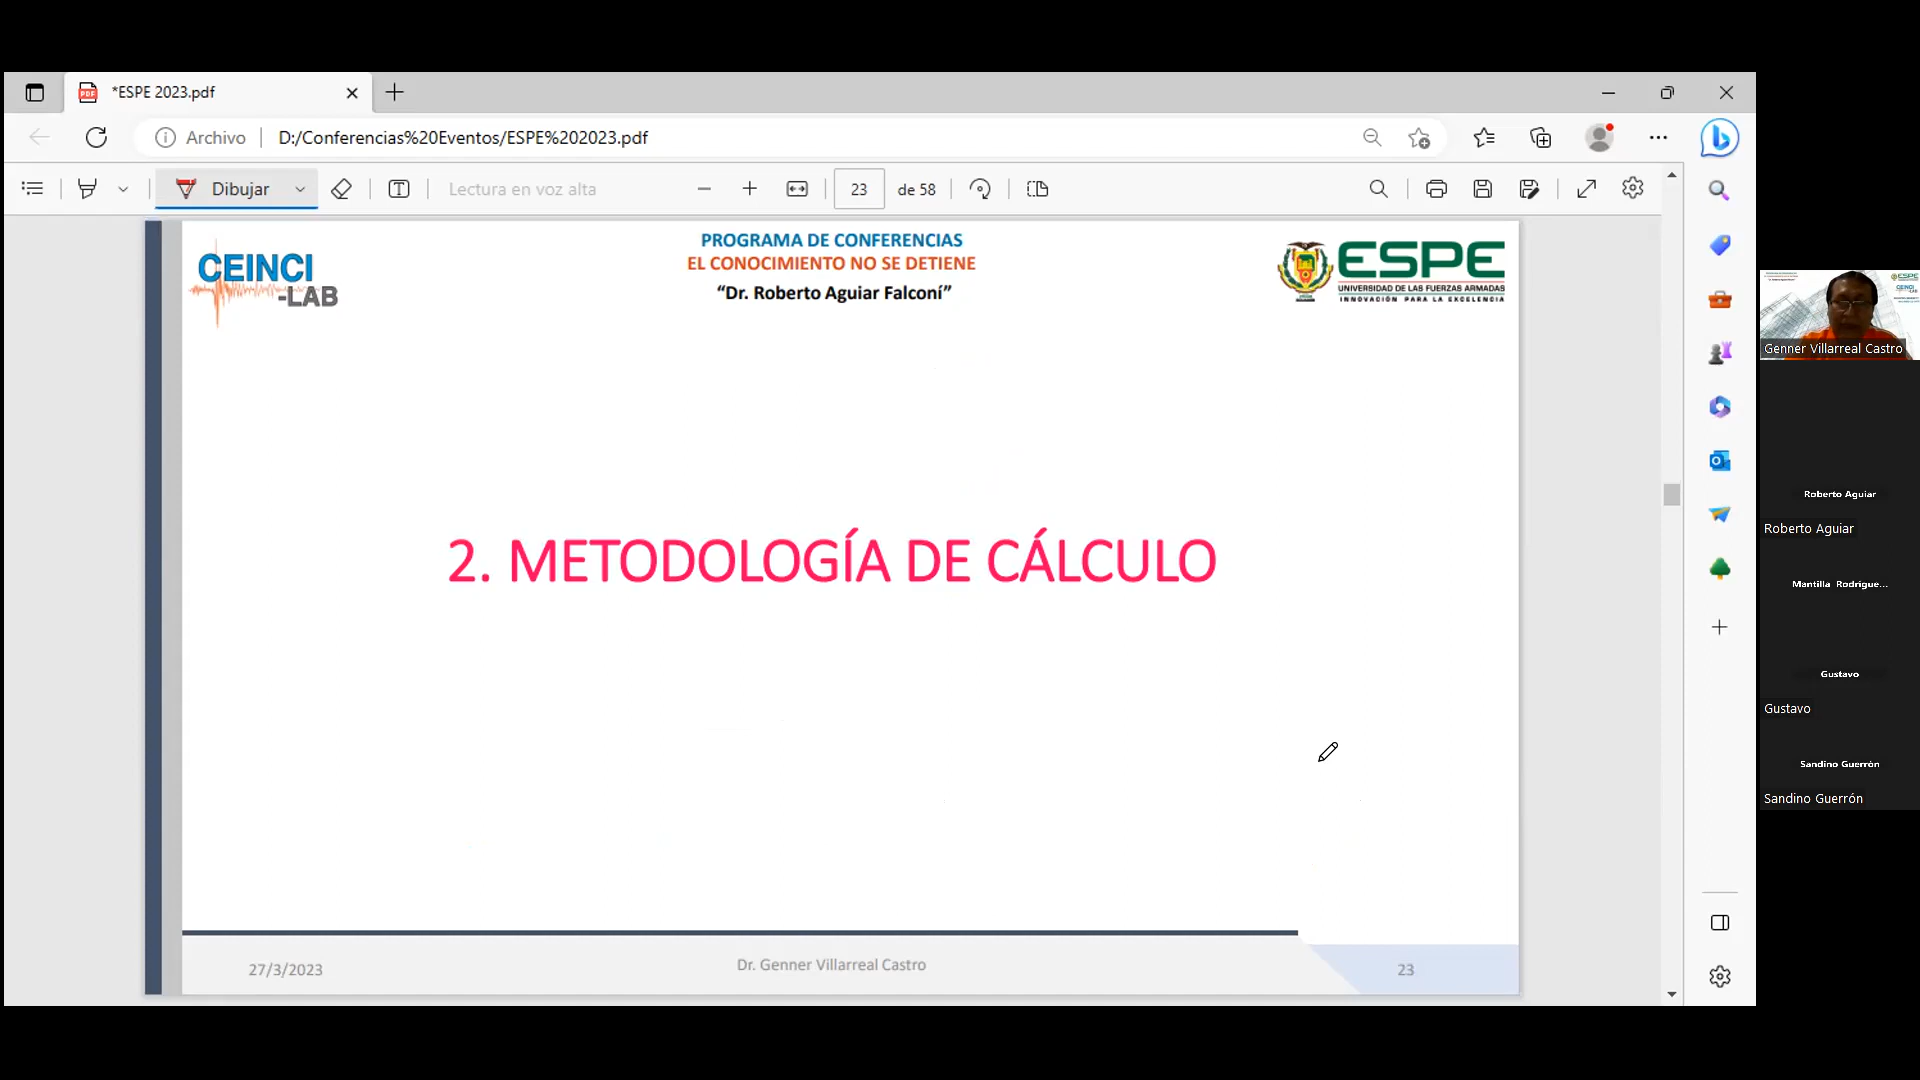 *ESPE 2023.pdf
Archivo
D:/Conferencias%20Eventos/ESPE%202023.pdf
Dibujar
Lectura en voz alta
23 de 58
CEINCI
-LAB
PROGRAMA DE CONFERENCIAS
EL CONOCIMIENTO NO SE DETIENE
“Dr. Roberto Aguiar Falconí”
ESPE
UNIVERSIDAD DE LAS FUERZAS ARMADAS
INNOVACIÓN PARA LA EXCELENCIA
2. METODOLOGÍA DE CÁLCULO
27/3/2023
Dr. Genner Villarreal Castro
23
Genner Villarreal Castro
Roberto Aguiar
Roberto Aguiar
Mantilla Rodrigue...
Gustavo
Gustavo
Sandino Guerrón
Sandino Guerrón